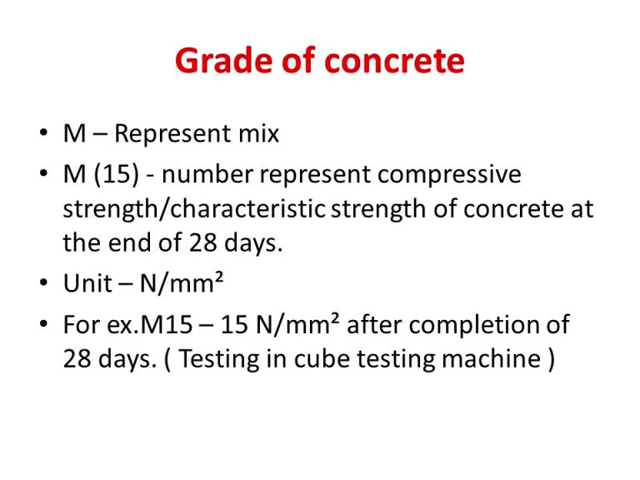 Grade of concrete
• M – Represent mix
• M (15) - number represent compressive
strength/characteristic strength of concrete at
the end of 28 days.
• Unit – N/mm²
• For ex.M15 – 15 N/mm² after completion of
28 days. ( Testing in cube testing machine )